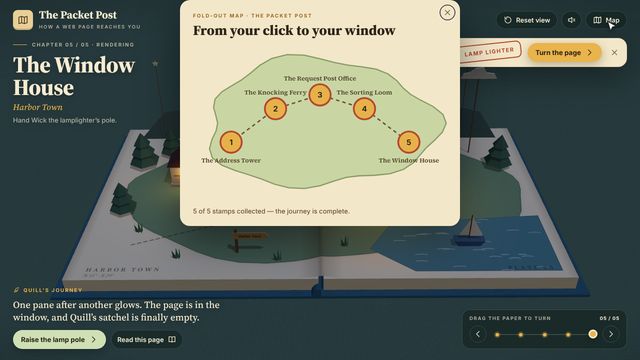 The Packet Post
HOW A WEB PAGE REACHES YOU
CHAPTER 05 / 05 · RENDERING
The Window
House
Harbor Town
Hand Wick the lamplighter's pole.
FOLD-OUT MAP · THE PACKET POST
From your click to your window
The Request Post Office
The Knocking Ferry
The Sorting Loom
3
2
4
1
5
The Address Tower
The Window House
5 of 5 stamps collected — the journey is complete.
Reset view
Map
LAMP LIGHTER
Turn the page
HARBOR TOWN
QUILL'S JOURNEY
One pane after another glows. The page is in the
window, and Quill's satchel is finally empty.
Raise the lamp pole
Read this page
DRAG THE PAPER TO TURN
05 / 05